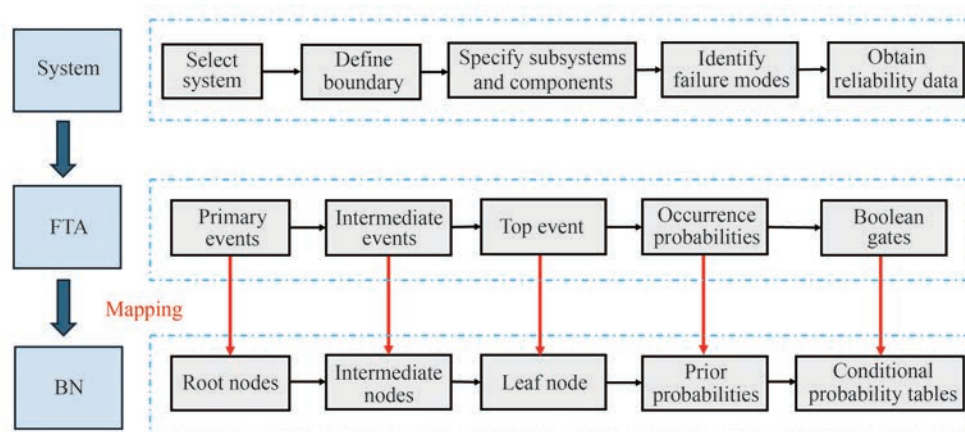 System
Select
system
Define
boundary
Specify subsystems
and components
Identify
failure modes
Obtain
reliability data
FTA
Primary
events
Intermediate
events
Top event
Occurrence
probabilities
Boolean
gates
Mapping
BN
Root nodes
Intermediate
nodes
Leaf node
Prior
probabilities
Conditional
probability tables